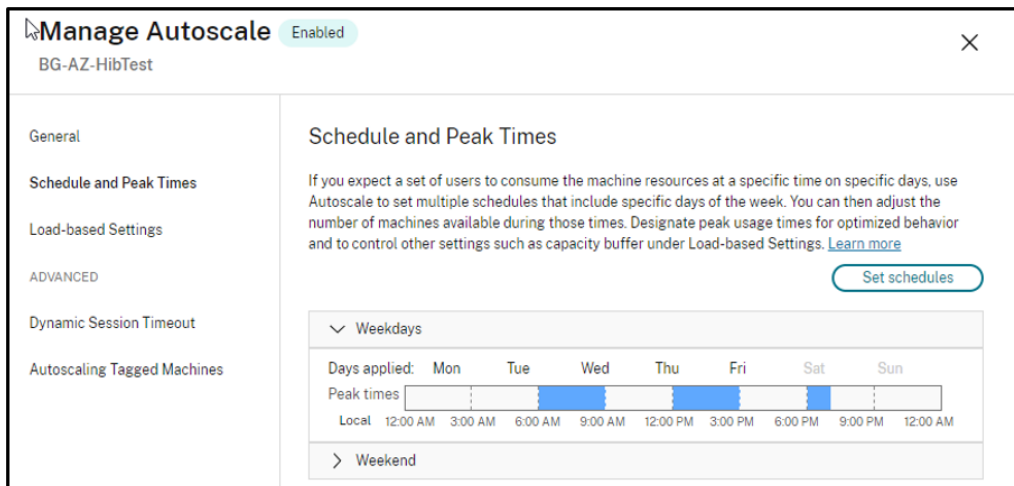 Manage Autoscale Enabled
BG-AZ-HibTest
General
Schedule and Peak Times
Load-based Settings
ADVANCED
Dynamic Session Timeout
Autoscaling Tagged Machines
Schedule and Peak Times
If you expect a set of users to consume the machine resources at a specific time on specific days, use
Autoscale to set multiple schedules that include specific days of the week. You can then adjust the
number of machines available during those times. Designate peak usage times for optimized behavior
and to control other settings such as capacity buffer under Load-based Settings. Learn more
Set schedules
Weekdays
Days applied: Mon Tue Wed Thu Fri Sat Sun
Peak times
Local 12:00 AM 3:00 AM 6:00 AM 9:00 AM 12:00 PM 3:00 PM 6:00 PM 9:00 PM 12:00 AM
Weekend